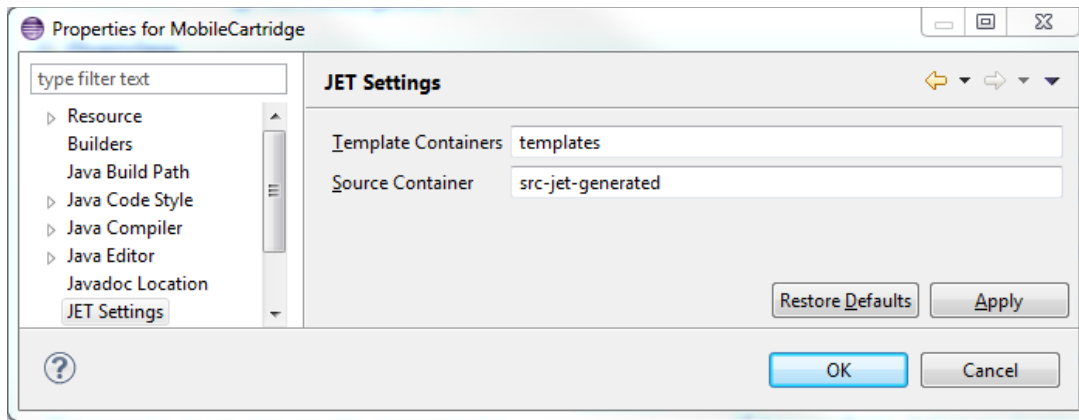 Properties for MobileCartridge
type filter text
Resource
Builders
Java Build Path
Java Code Style
Java Compiler
Java Editor
Javadoc Location
JET Settings
JET Settings
Template Containers templates
Source Container src-jet-generated
Restore Defaults Apply
OK Cancel